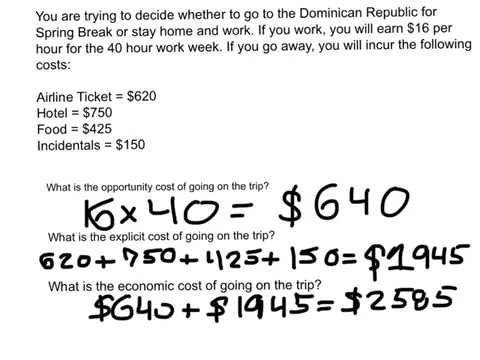 You are trying to decide whether to go to the Dominican Republic for
Spring Break or stay home and work. If you work, you will earn $16 per
hour for the 40 hour work week. If you go away, you will incur the following
costs:
Airline Ticket = $620
Hotel = $750
Food = $425
Incidentals = $150
What is the opportunity cost of going on the trip?
16 x 40 = $640
What is the explicit cost of going on the trip?
620 + 750 + 425 + 150 = $1945
What is the economic cost of going on the trip?
$640 + $1945 = $2585